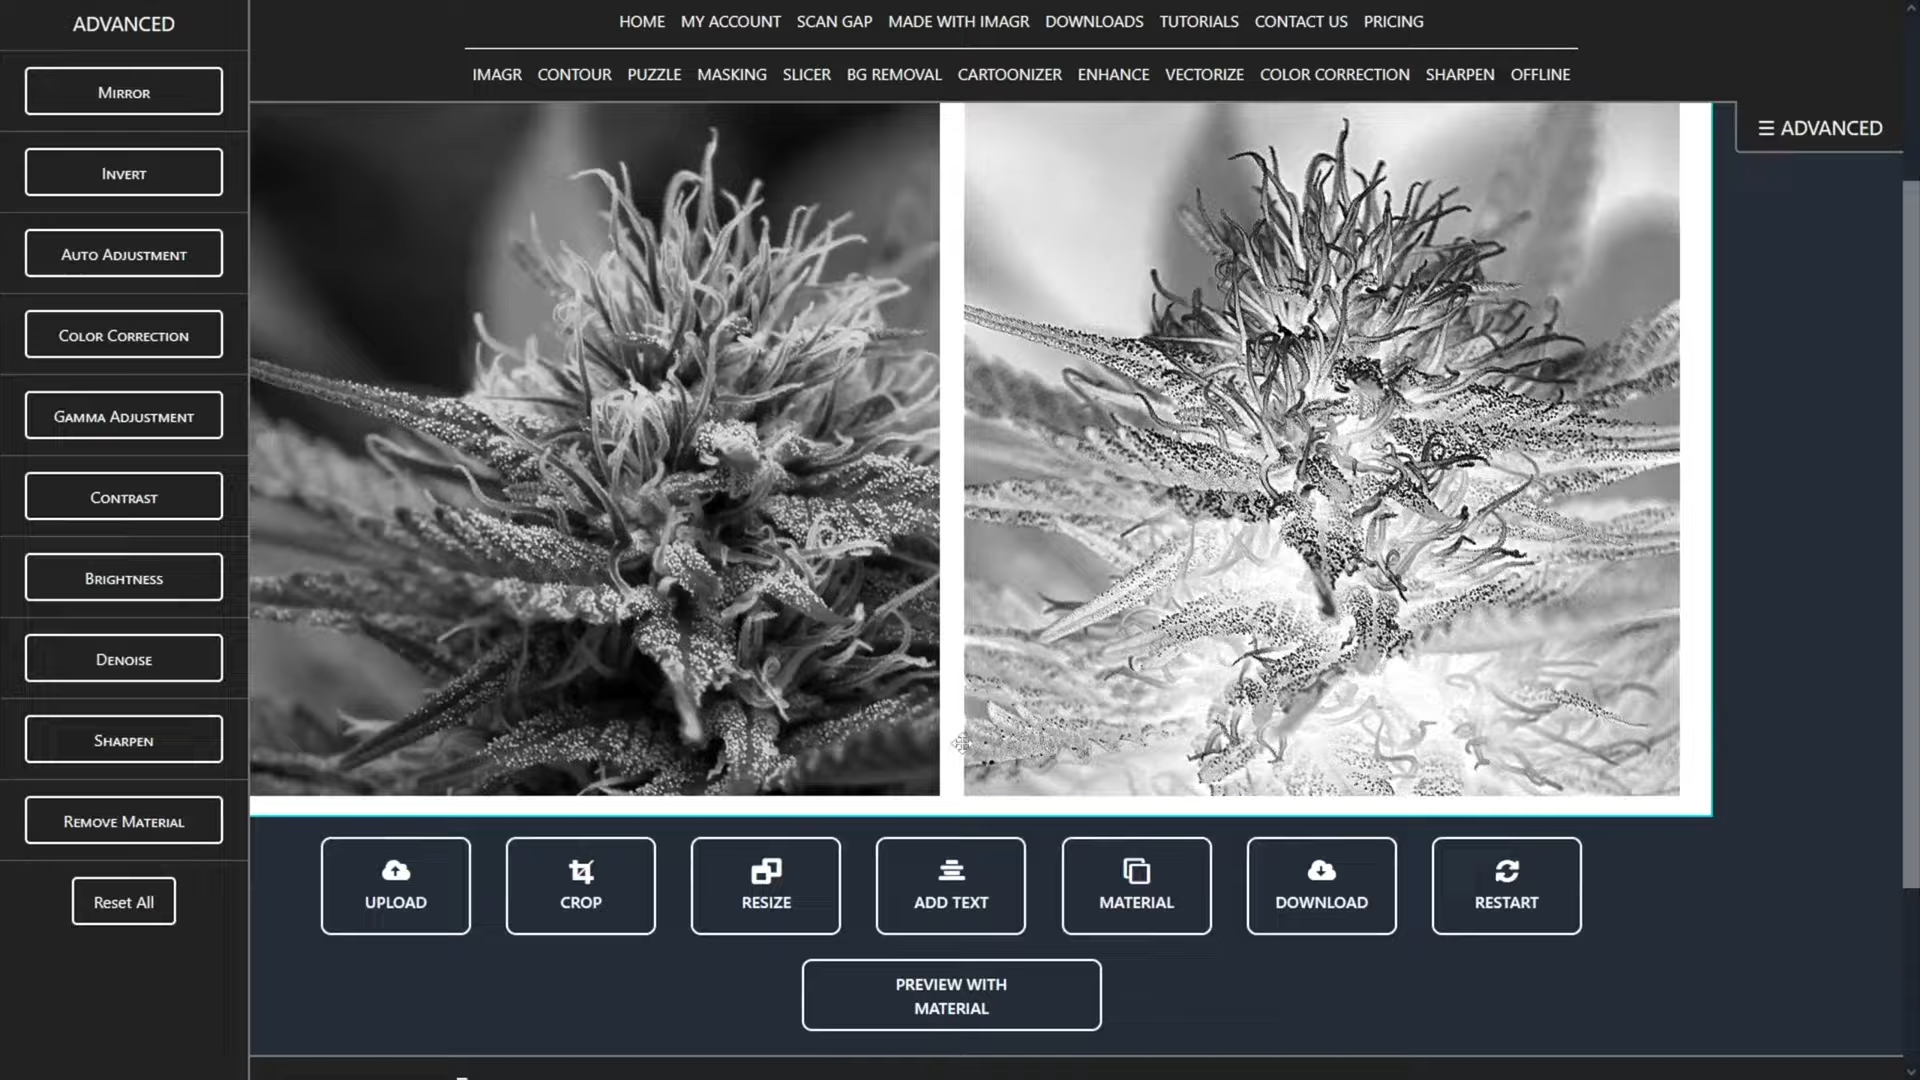 ADVANCED
HOME MY ACCOUNT SCAN GAP MADE WITH IMAGR DOWNLOADS TUTORIALS CONTACT US PRICING
IMAGR CONTOUR PUZZLE MASKING SLICER BG REMOVAL CARTOONIZER ENHANCE VECTORIZE COLOR CORRECTION SHARPEN OFFLINE
☰ ADVANCED
Mirror
Invert
Auto Adjustment
Color Correction
Gamma Adjustment
Contrast
Brightness
Denoise
Sharpen
Remove Material
Reset All
UPLOAD
CROP
RESIZE
ADD TEXT
MATERIAL
DOWNLOAD
RESTART
PREVIEW WITH
MATERIAL